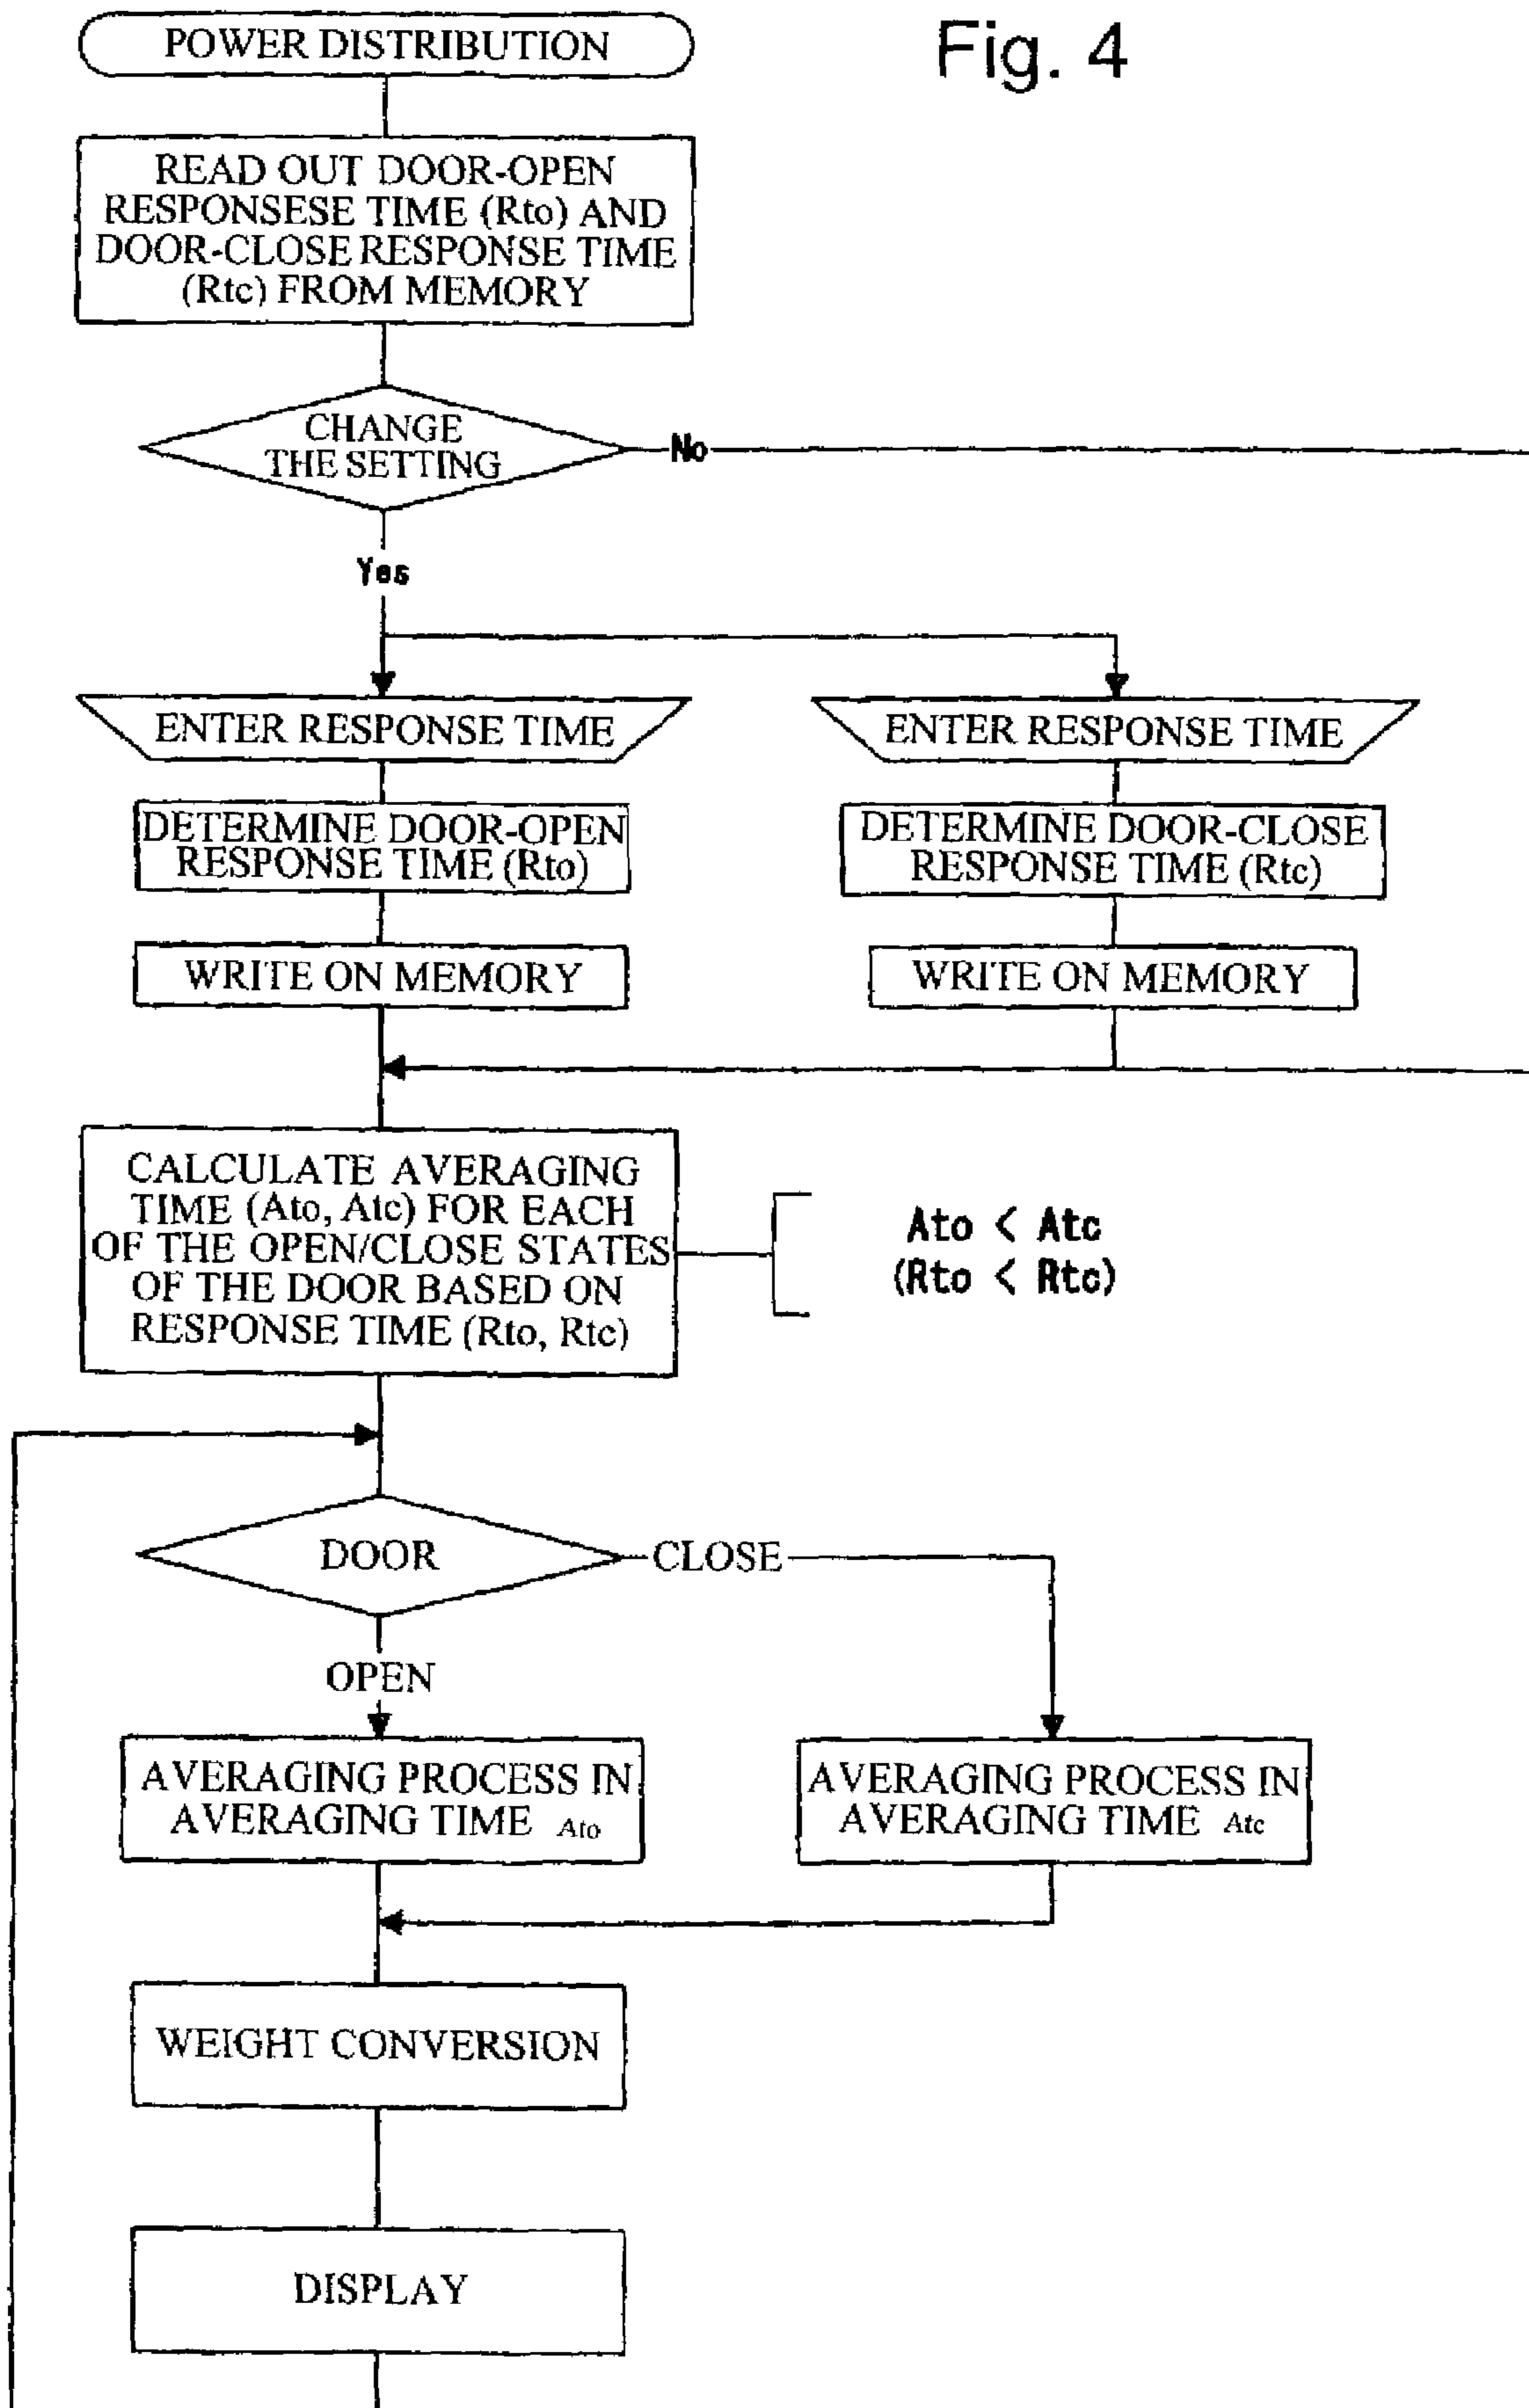 Fig. 4
POWER DISTRIBUTION
READ OUT DOOR-OPEN
RESPONSESE TIME (Rto) AND
DOOR-CLOSE RESPONSE TIME
(Rtc) FROM MEMORY
CHANGE
THE SETTING
No
Yes
ENTER RESPONSE TIME
DETERMINE DOOR-OPEN
RESPONSE TIME (Rto)
WRITE ON MEMORY
ENTER RESPONSE TIME
DETERMINE DOOR-CLOSE
RESPONSE TIME (Rtc)
WRITE ON MEMORY
CALCULATE AVERAGING
TIME (Ato, Atc) FOR EACH
OF THE OPEN/CLOSE STATES
OF THE DOOR BASED ON
RESPONSE TIME (Rto, Rtc)
Ato < Atc
(Rto < Rtc)
DOOR
CLOSE
OPEN
AVERAGING PROCESS IN
AVERAGING TIME Ato
AVERAGING PROCESS IN
AVERAGING TIME Atc
WEIGHT CONVERSION
DISPLAY